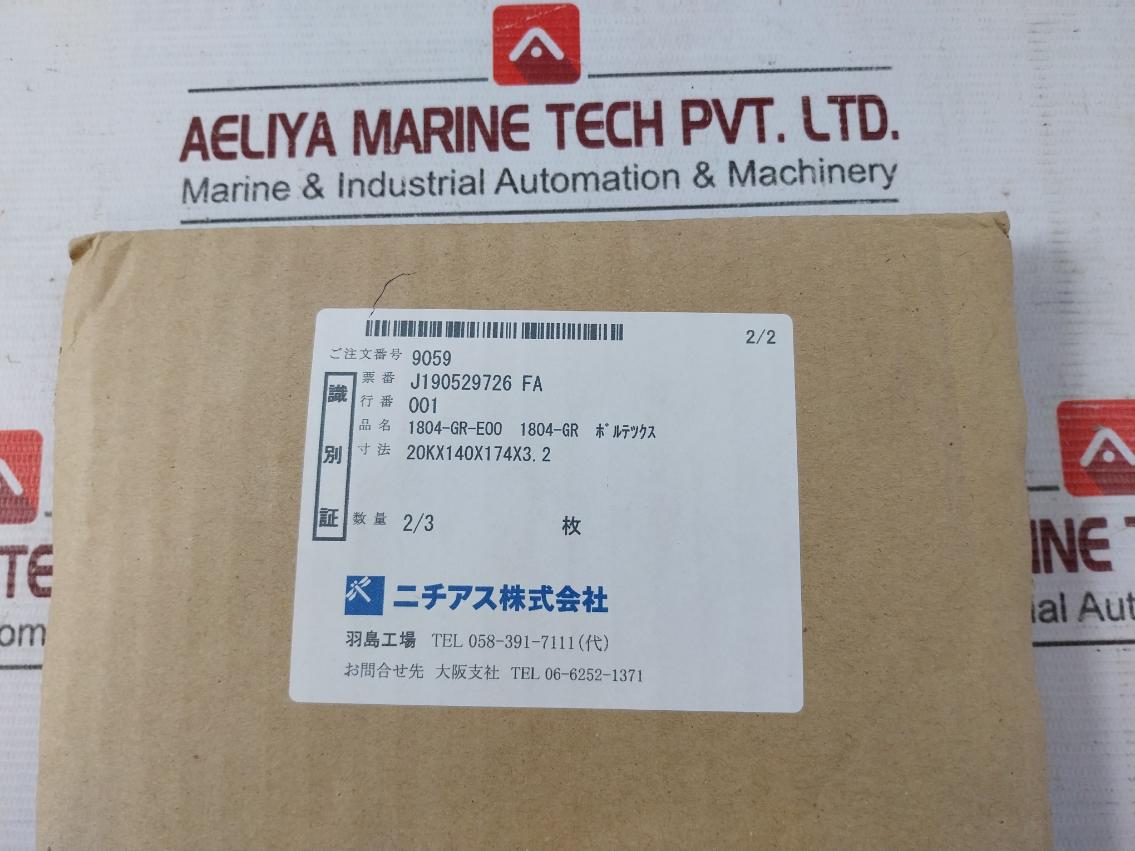 AELIYA MARINE TECH PVT. LTD.
Marine & Industrial Automation & Machinery
2/2
ご注文番号 9059
識別証
票番 J190529726 FA
行番 001
品名 1804-GR-E00 1804-GR ボルテックス
寸法 20KX140X174X3.2
数量 2/3 枚
ニチアス株式会社
羽島工場 TEL 058-391-7111(代)
お問合せ先 大阪支社 TEL 06-6252-1371
TE
om
INE T
ial Aut